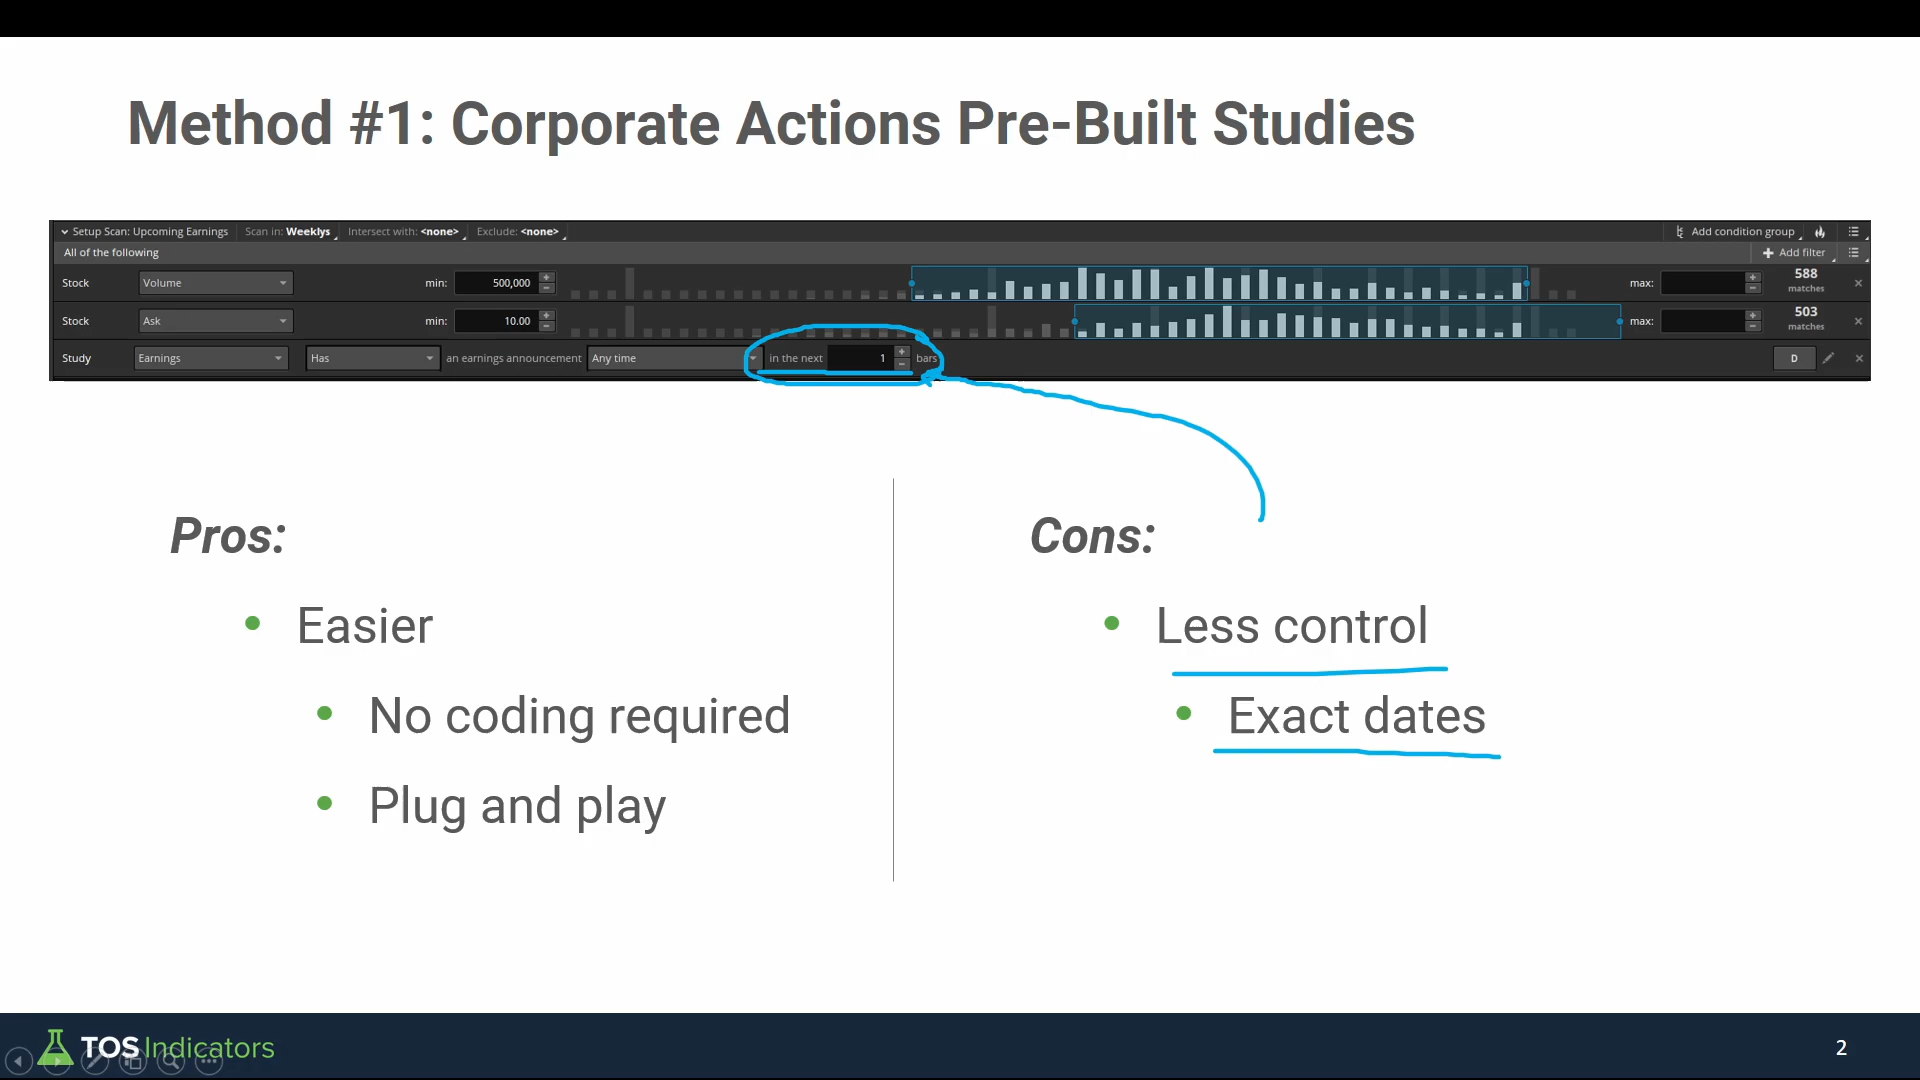 Method #1: Corporate Actions Pre-Built Studies
Setup Scan: Upcoming Earnings Scan in: Weeklys Intersect with: <none> Exclude: <none> Add condition group
All of the following Add filter
Stock Volume min: 500,000 max: 588 matches
Stock Ask min: 10.00 max: 503 matches
Study Earnings Has an earnings announcement Any time in the next 1 bars D
Pros:
Easier
No coding required
Plug and play
Cons:
Less control
Exact dates
TOS Indicators
2